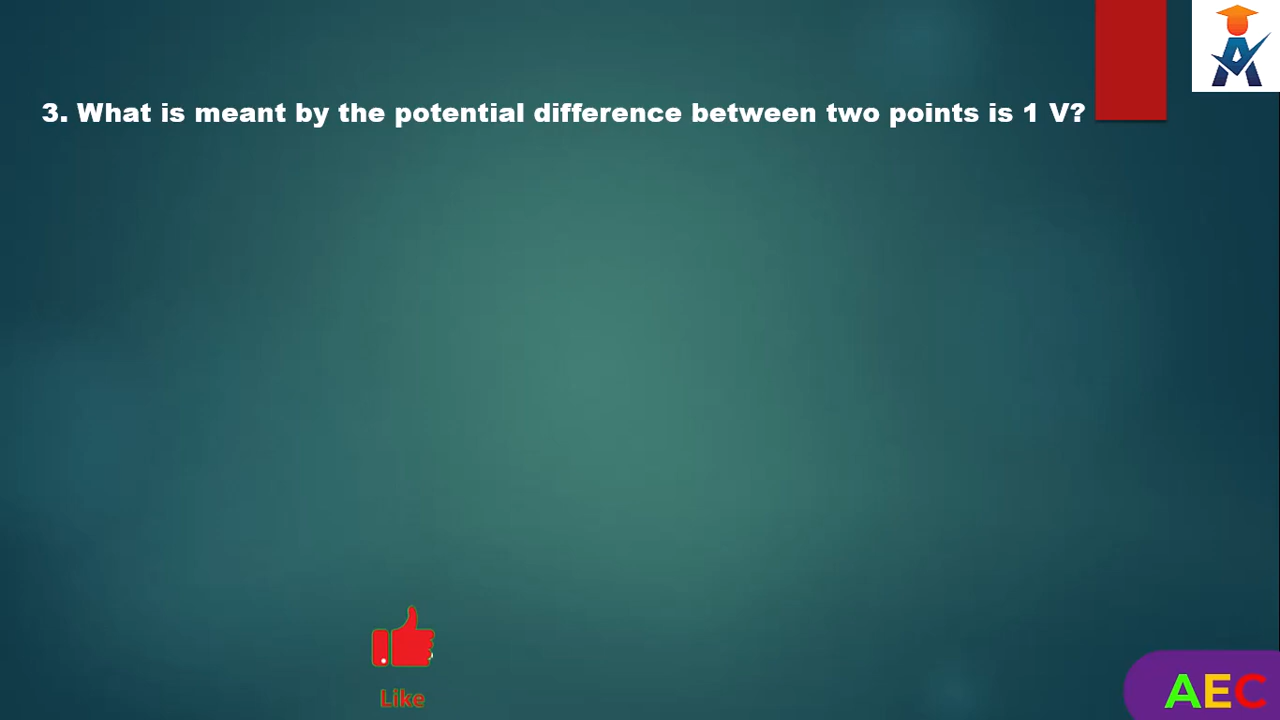 3. What is meant by the potential difference between two points is 1 V?
Like
AEC